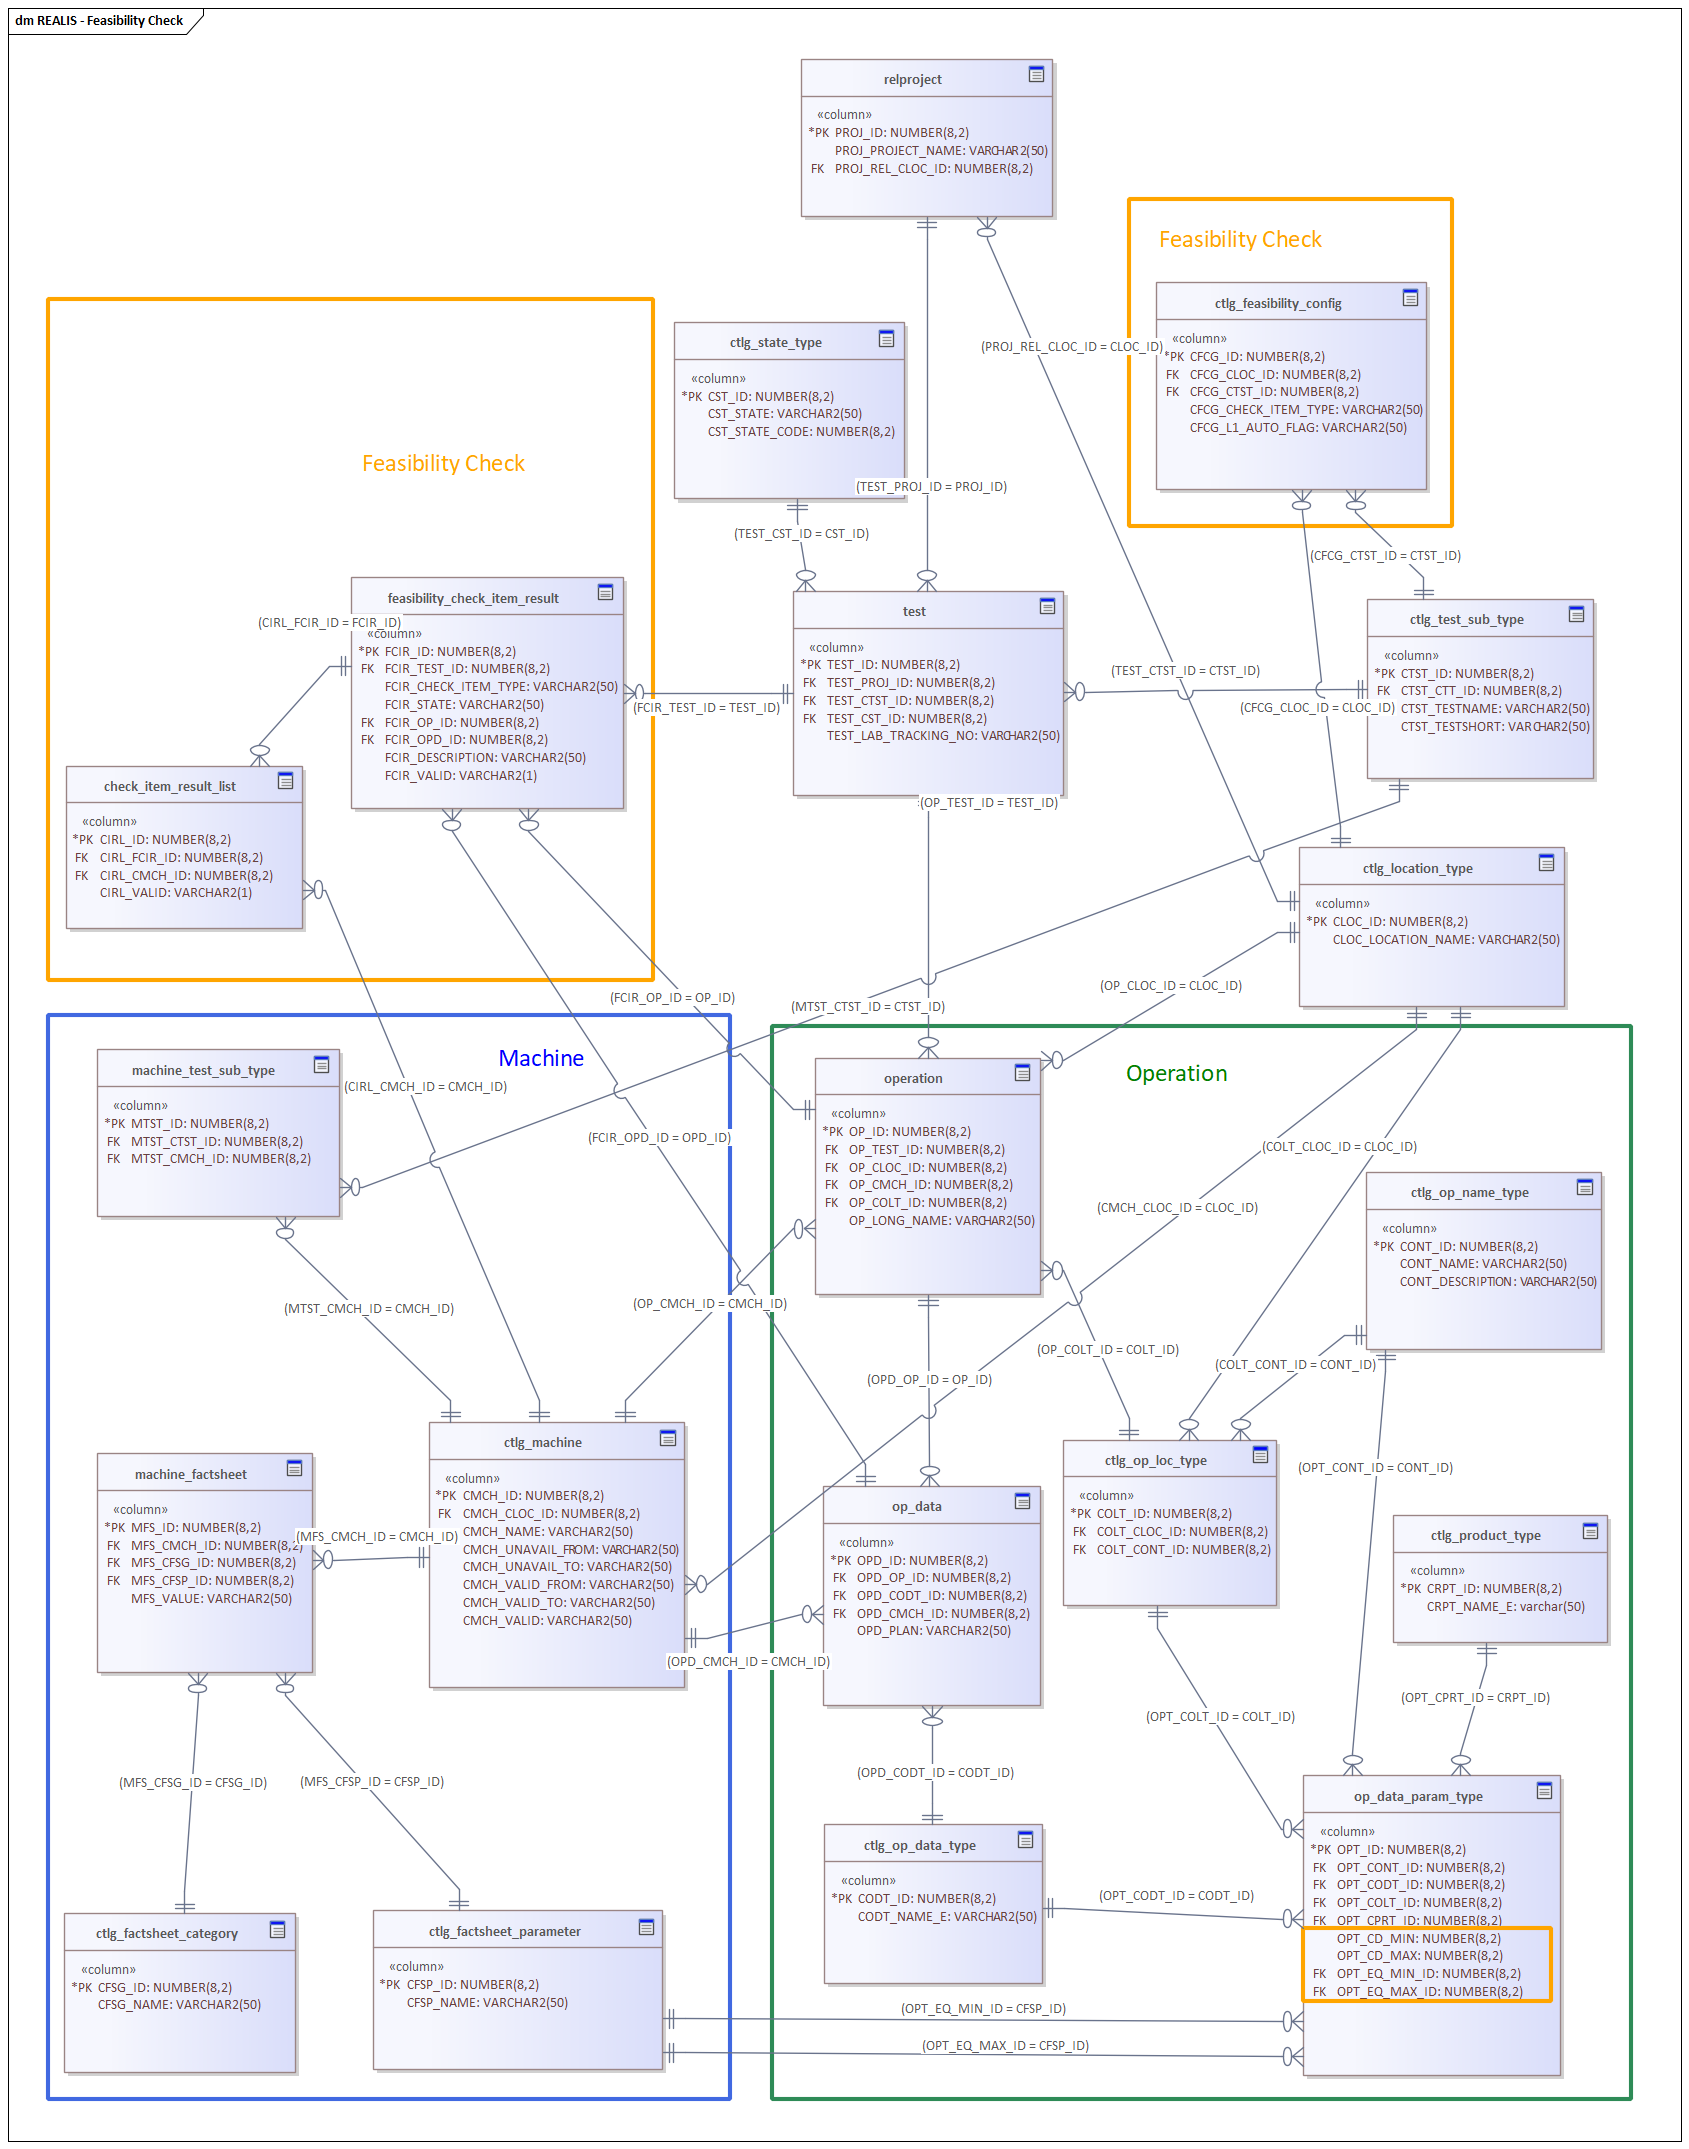 dm REALIS - Feasibility Check
relproject
«column»
*PK PROJ_ID: NUMBER(8,2)
PROJ_PROJECT_NAME: VARCHAR2(50)
FK PROJ_REL_CLOC_ID: NUMBER(8,2)
Feasibility Check
ctlg_feasibility_config
«column»
*PK CFCG_ID: NUMBER(8,2)
FK CFCG_CLOC_ID: NUMBER(8,2)
FK CFCG_CTST_ID: NUMBER(8,2)
CFCG_CHECK_ITEM_TYPE: VARCHAR2(50)
CFCG_L1_AUTO_FLAG: VARCHAR2(50)
(PROJ_REL_CLOC_ID = CLOC_ID)
ctlg_state_type
«column»
*PK CST_ID: NUMBER(8,2)
CST_STATE: VARCHAR2(50)
CST_STATE_CODE: NUMBER(8,2)
Feasibility Check
(TEST_PROJ_ID = PROJ_ID)
(TEST_CST_ID = CST_ID)
(CFCG_CTST_ID = CTST_ID)
feasibility_check_item_result
(CIRL_FCIR_ID = FCIR_ID)
«column»
*PK FCIR_ID: NUMBER(8,2)
FK FCIR_TEST_ID: NUMBER(8,2)
FCIR_CHECK_ITEM_TYPE: VARCHAR2(50)
FCIR_STATE: VARCHAR2(50)
FK FCIR_OP_ID: NUMBER(8,2)
FK FCIR_OPD_ID: NUMBER(8,2)
FCIR_DESCRIPTION: VARCHAR2(50)
FCIR_VALID: VARCHAR2(1)
(FCIR_TEST_ID = TEST_ID)
test
«column»
*PK TEST_ID: NUMBER(8,2)
FK TEST_PROJ_ID: NUMBER(8,2)
FK TEST_CTST_ID: NUMBER(8,2)
FK TEST_CST_ID: NUMBER(8,2)
TEST_LAB_TRACKING_NO: VARCHAR2(50)
(TEST_CTST_ID = CTST_ID)
(CFCG_CLOC_ID = CLOC_ID)
ctlg_test_sub_type
«column»
*PK CTST_ID: NUMBER(8,2)
FK CTST_CTT_ID: NUMBER(8,2)
CTST_TESTNAME: VARCHAR2(50)
CTST_TESTSHORT: VARCHAR2(50)
check_item_result_list
«column»
*PK CIRL_ID: NUMBER(8,2)
FK CIRL_FCIR_ID: NUMBER(8,2)
FK CIRL_CMCH_ID: NUMBER(8,2)
CIRL_VALID: VARCHAR2(1)
(OP_TEST_ID = TEST_ID)
ctlg_location_type
«column»
*PK CLOC_ID: NUMBER(8,2)
CLOC_LOCATION_NAME: VARCHAR2(50)
(FCIR_OP_ID = OP_ID)
(MTST_CTST_ID = CTST_ID)
(OP_CLOC_ID = CLOC_ID)
Machine
machine_test_sub_type
«column»
*PK MTST_ID: NUMBER(8,2)
FK MTST_CTST_ID: NUMBER(8,2)
FK MTST_CMCH_ID: NUMBER(8,2)
(CIRL_CMCH_ID = CMCH_ID)
(FCIR_OPD_ID = OPD_ID)
Operation
operation
«column»
*PK OP_ID: NUMBER(8,2)
FK OP_TEST_ID: NUMBER(8,2)
FK OP_CLOC_ID: NUMBER(8,2)
FK OP_CMCH_ID: NUMBER(8,2)
FK OP_COLT_ID: NUMBER(8,2)
OP_LONG_NAME: VARCHAR2(50)
(COLT_CLOC_ID = CLOC_ID)
(CMCH_CLOC_ID = CLOC_ID)
ctlg_op_name_type
«column»
*PK CONT_ID: NUMBER(8,2)
CONT_NAME: VARCHAR2(50)
CONT_DESCRIPTION: VARCHAR2(50)
(MTST_CMCH_ID = CMCH_ID)
(OP_CMCH_ID = CMCH_ID)
(OPD_OP_ID = OP_ID)
(OP_COLT_ID = COLT_ID)
(COLT_CONT_ID = CONT_ID)
machine_factsheet
«column»
*PK MFS_ID: NUMBER(8,2)
FK MFS_CMCH_ID: NUMBER(8,2)
FK MFS_CFSG_ID: NUMBER(8,2)
FK MFS_CFSP_ID: NUMBER(8,2)
MFS_VALUE: VARCHAR2(50)
(MFS_CMCH_ID = CMCH_ID)
ctlg_machine
«column»
*PK CMCH_ID: NUMBER(8,2)
FK CMCH_CLOC_ID: NUMBER(8,2)
CMCH_NAME: VARCHAR2(50)
CMCH_UNAVAIL_FROM: VARCHAR2(50)
CMCH_UNAVAIL_TO: VARCHAR2(50)
CMCH_VALID_FROM: VARCHAR2(50)
CMCH_VALID_TO: VARCHAR2(50)
CMCH_VALID: VARCHAR2(50)
(OPD_CMCH_ID = CMCH_ID)
op_data
«column»
*PK OPD_ID: NUMBER(8,2)
FK OPD_OP_ID: NUMBER(8,2)
FK OPD_CODT_ID: NUMBER(8,2)
FK OPD_CMCH_ID: NUMBER(8,2)
OPD_PLAN: VARCHAR2(50)
ctlg_op_loc_type
«column»
*PK COLT_ID: NUMBER(8,2)
FK COLT_CLOC_ID: NUMBER(8,2)
FK COLT_CONT_ID: NUMBER(8,2)
(OPT_CONT_ID = CONT_ID)
ctlg_product_type
«column»
*PK CRPT_ID: NUMBER(8,2)
CRPT_NAME_E: varchar(50)
(OPT_CPRT_ID = CRPT_ID)
(OPT_COLT_ID = COLT_ID)
(MFS_CFSG_ID = CFSG_ID)
(MFS_CFSP_ID = CFSP_ID)
(OPD_CODT_ID = CODT_ID)
ctlg_op_data_type
«column»
*PK CODT_ID: NUMBER(8,2)
CODT_NAME_E: VARCHAR2(50)
(OPT_CODT_ID = CODT_ID)
op_data_param_type
«column»
*PK OPT_ID: NUMBER(8,2)
FK OPT_CONT_ID: NUMBER(8,2)
FK OPT_CODT_ID: NUMBER(8,2)
FK OPT_COLT_ID: NUMBER(8,2)
FK OPT_CPRT_ID: NUMBER(8,2)
OPT_CD_MIN: NUMBER(8,2)
OPT_CD_MAX: NUMBER(8,2)
FK OPT_EQ_MIN_ID: NUMBER(8,2)
FK OPT_EQ_MAX_ID: NUMBER(8,2)
ctlg_factsheet_category
«column»
*PK CFSG_ID: NUMBER(8,2)
CFSG_NAME: VARCHAR2(50)
ctlg_factsheet_parameter
«column»
*PK CFSP_ID: NUMBER(8,2)
CFSP_NAME: VARCHAR2(50)
(OPT_EQ_MIN_ID = CFSP_ID)
(OPT_EQ_MAX_ID = CFSP_ID)